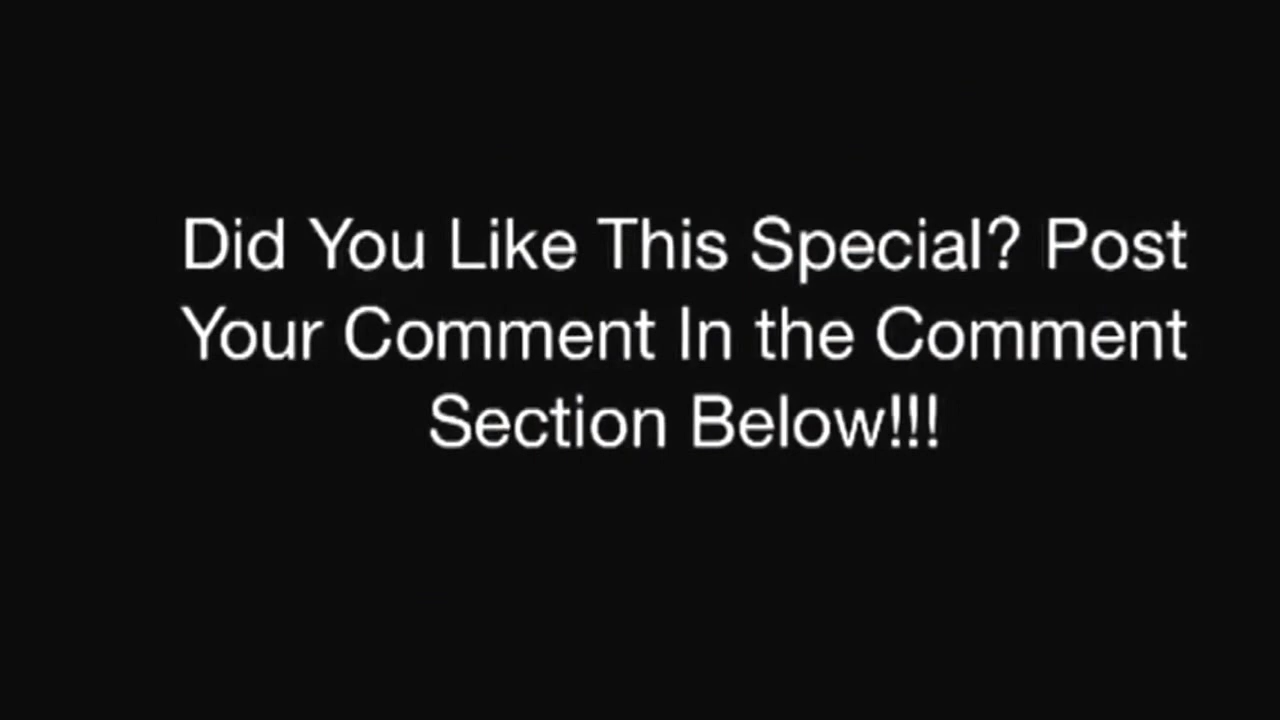 Did You Like This Special? Post
Your Comment In the Comment
Section Below!!!